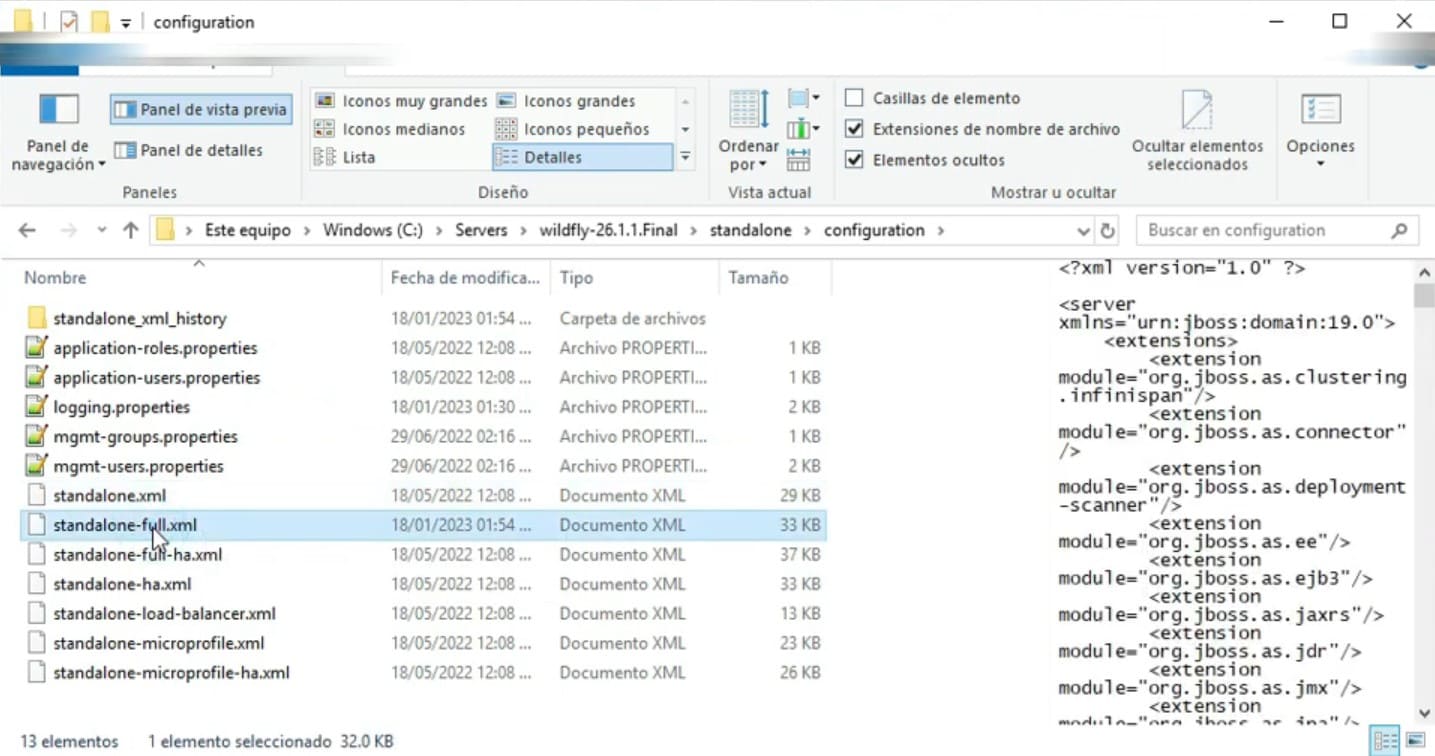 configuration
Panel de navegación
Panel de vista previa
Panel de detalles
Paneles
Iconos muy grandes
Iconos grandes
Iconos medianos
Iconos pequeños
Lista
Detalles
Diseño
Ordenar por
Vista actual
Casillas de elemento
Extensiones de nombre de archivo
Elementos ocultos
Ocultar elementos seleccionados
Mostrar u ocultar
Opciones
Este equipo > Windows (C:) > Servers > wildfly-26.1.1.Final > standalone > configuration >
Buscar en configuration
Nombre Fecha de modifica... Tipo Tamaño
standalone_xml_history 18/01/2023 01:54 ... Carpeta de archivos
application-roles.properties 18/05/2022 12:08 ... Archivo PROPERTI... 1 KB
application-users.properties 18/05/2022 12:08 ... Archivo PROPERTI... 1 KB
logging.properties 18/01/2023 01:30 ... Archivo PROPERTI... 2 KB
mgmt-groups.properties 29/06/2022 02:16 ... Archivo PROPERTI... 1 KB
mgmt-users.properties 29/06/2022 02:16 ... Archivo PROPERTI... 2 KB
standalone.xml 18/05/2022 12:08 ... Documento XML 29 KB
standalone-full.xml 18/01/2023 01:54 ... Documento XML 33 KB
standalone-full-ha.xml 18/05/2022 12:08 ... Documento XML 37 KB
standalone-ha.xml 18/05/2022 12:08 ... Documento XML 33 KB
standalone-load-balancer.xml 18/05/2022 12:08 ... Documento XML 13 KB
standalone-microprofile.xml 18/05/2022 12:08 ... Documento XML 23 KB
standalone-microprofile-ha.xml 18/05/2022 12:08 ... Documento XML 26 KB
<?xml version="1.0" ?>
<server
xmlns="urn:jboss:domain:19.0">
<extensions>
<extension
module="org.jboss.as.clustering
.infinispan"/>
<extension
module="org.jboss.as.connector"
/>
<extension
module="org.jboss.as.deployment
-scanner"/>
<extension
module="org.jboss.as.ee"/>
<extension
module="org.jboss.as.ejb3"/>
<extension
module="org.jboss.as.jaxrs"/>
<extension
module="org.jboss.as.jdr"/>
<extension
module="org.jboss.as.jmx"/>
<extension
13 elementos 1 elemento seleccionado 32.0 KB